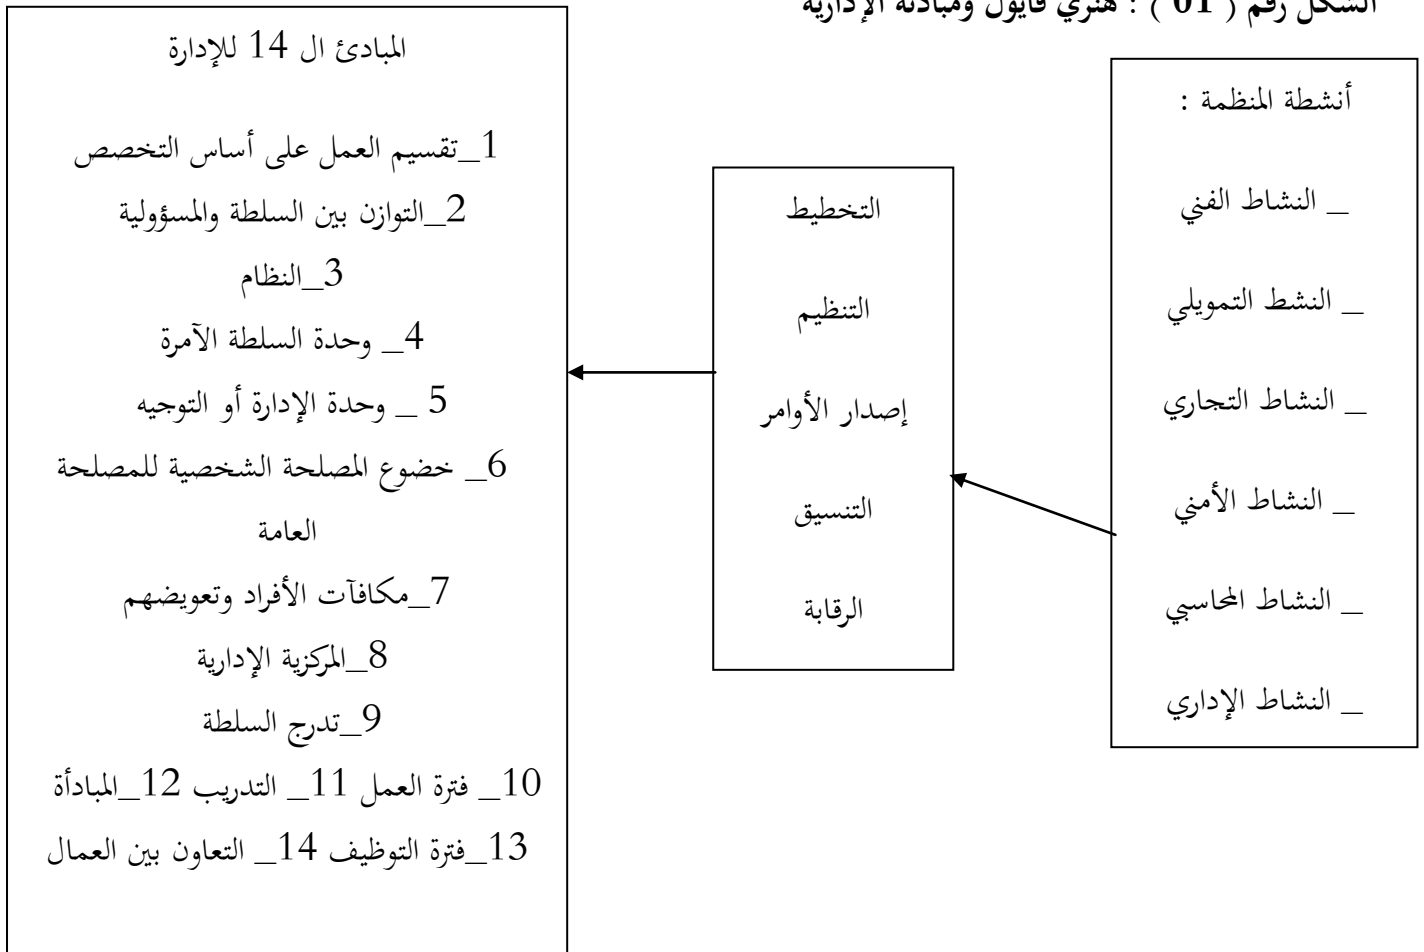 الشكل رقم ( 01 ) : هنري فايول ومبادئه الإدارية
أنشطة المنظمة :
_ النشاط الفني
_ النشط التمويلي
_ النشاط التجاري
_ النشاط الأمني
_ النشاط المحاسبي
_ النشاط الإداري
التخطيط
التنظيم
إصدار الأوامر
التنسيق
الرقابة
المبادئ ال 14 للإدارة
1_تقسيم العمل على أساس التخصص
2_التوازن بين السلطة والمسؤولية
3_النظام
4_ وحدة السلطة الآمرة
5 _ وحدة الإدارة أو التوجيه
6_ خضوع المصلحة الشخصية للمصلحة
العامة
7_مكافآت الأفراد وتعويضهم
8_المركزية الإدارية
9_تدرج السلطة
10_ فترة العمل 11_ التدريب 12_المبادأة
13_فترة التوظيف 14_ التعاون بين العمال